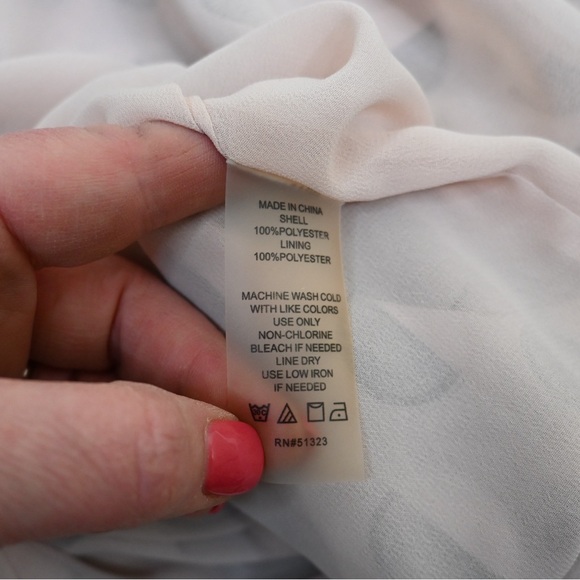 MADE IN CHINA
SHELL
100%POLYESTER
LINING
100%POLYESTER
MACHINE WASH COLD
WITH LIKE COLORS
USE ONLY
NON-CHLORINE
BLEACH IF NEEDED
LINE DRY
USE LOW IRON
IF NEEDED
RN#51323